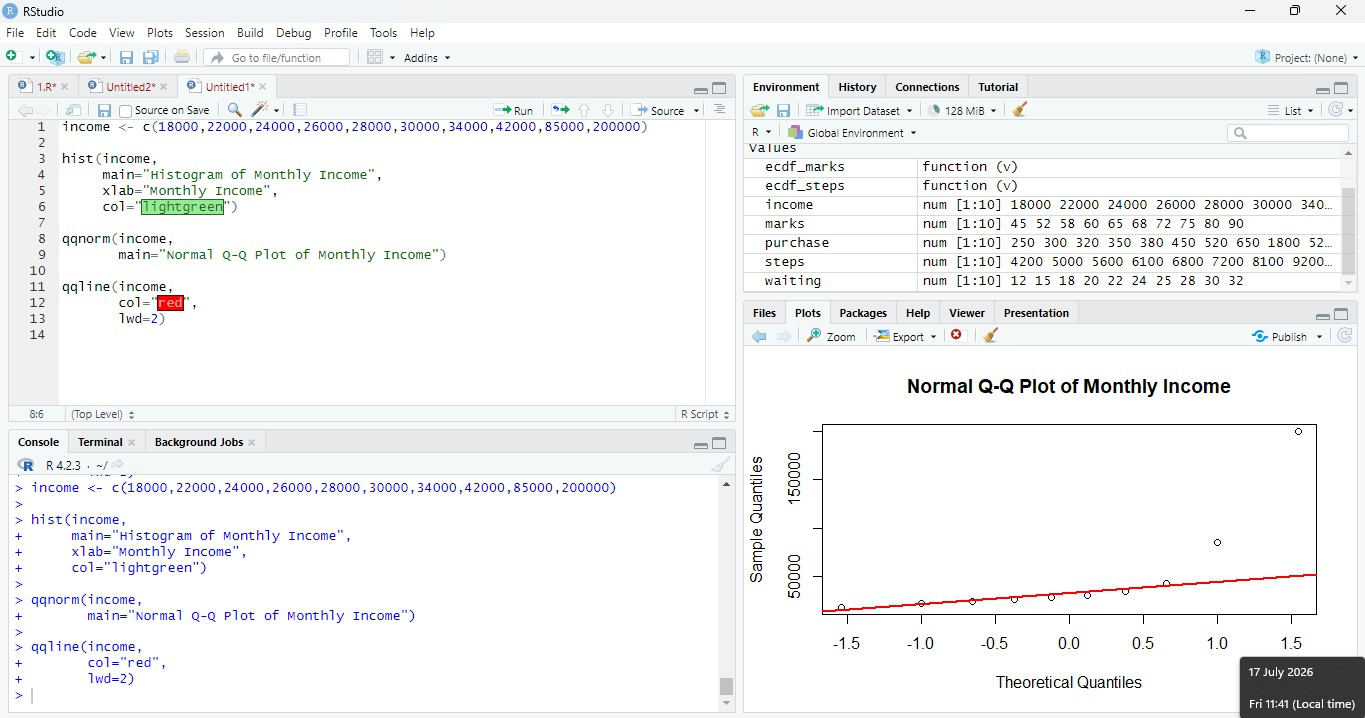 RStudio
File Edit Code View Plots Session Build Debug Profile Tools Help
Go to file/function Addins Project: (None)
1.R* Untitled2* Untitled1*
Source on Save Run Source
1 income <- c(18000,22000,24000,26000,28000,30000,34000,42000,85000,200000)
2
3 hist(income,
4 main="Histogram of Monthly Income",
5 xlab="Monthly Income",
6 col="lightgreen")
7
8 qqnorm(income,
9 main="Normal Q-Q Plot of Monthly Income")
10
11 qqline(income,
12 col="red",
13 lwd=2)
14
8:6 (Top Level) R Script
Console Terminal Background Jobs
R 4.2.3 · ~/
> income <- c(18000,22000,24000,26000,28000,30000,34000,42000,85000,200000)
>
> hist(income,
+ main="Histogram of Monthly Income",
+ xlab="Monthly Income",
+ col="lightgreen")
>
> qqnorm(income,
+ main="Normal Q-Q Plot of Monthly Income")
>
> qqline(income,
+ col="red",
+ lwd=2)
>
Environment History Connections Tutorial
Import Dataset 128 MiB List
R Global Environment
Values
ecdf_marks function (v)
ecdf_steps function (v)
income num [1:10] 18000 22000 24000 26000 28000 30000 340...
marks num [1:10] 45 52 58 60 65 68 72 75 80 90
purchase num [1:10] 250 300 320 350 380 450 520 650 1800 52...
steps num [1:10] 4200 5000 5600 6100 6800 7200 8100 9200...
waiting num [1:10] 12 15 18 20 22 24 25 28 30 32
Files Plots Packages Help Viewer Presentation
Zoom Export Publish
Normal Q-Q Plot of Monthly Income
Sample Quantiles
150000
50000
-1.5 -1.0 -0.5 0.0 0.5 1.0 1.5
Theoretical Quantiles
17 July 2026
Fri 11:41 (Local time)